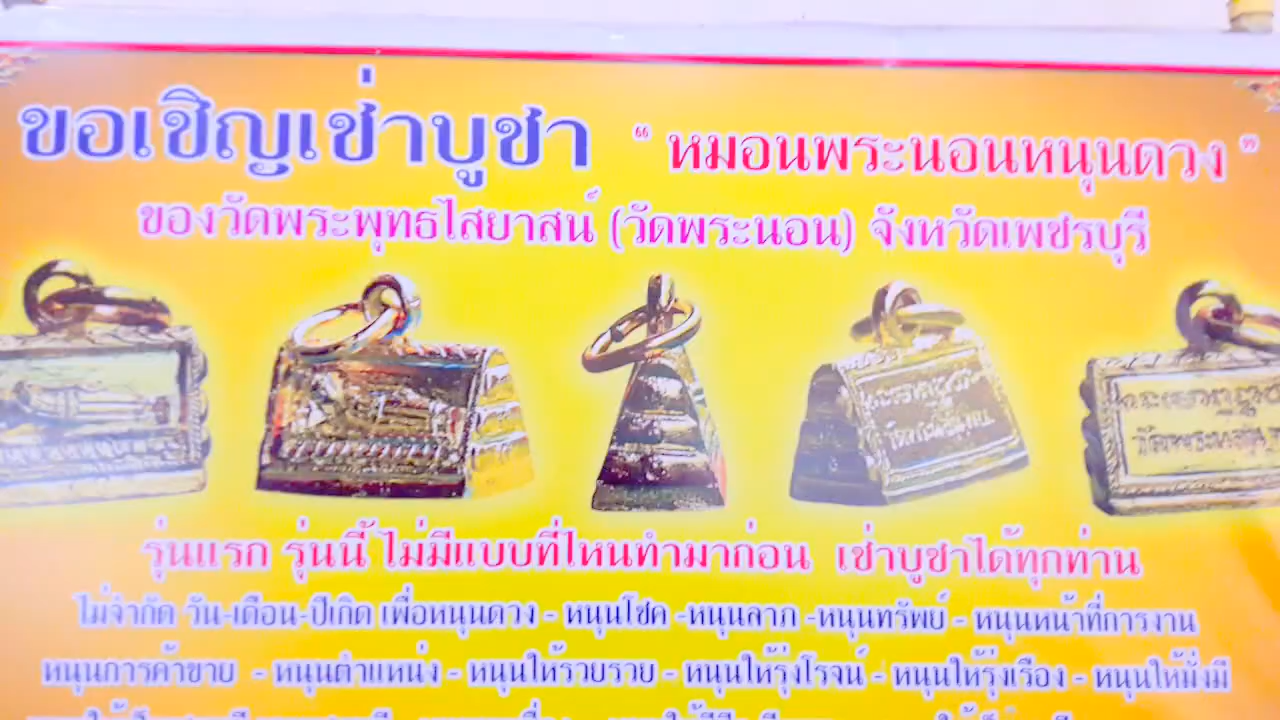 ขอเชิญเช่าบูชา “ หมอนพระนอนหนุนดวง ”
ของวัดพระพุทธไสยาสน์ (วัดพระนอน) จังหวัดเพชรบุรี
รุ่นแรก รุ่นนี้ ไม่มีแบบที่ไหนทำมาก่อน เช่าบูชาได้ทุกท่าน
ไม่จำกัด วัน-เดือน-ปีเกิด เพื่อหนุนดวง - หนุนโชค -หนุนลาภ -หนุนทรัพย์ - หนุนหน้าที่การงาน
หนุนการค้าขาย - หนุนตำแหน่ง - หนุนให้รวยรวย - หนุนให้รุ่งโรจน์ - หนุนให้รุ่งเรือง - หนุนให้มั่งมี